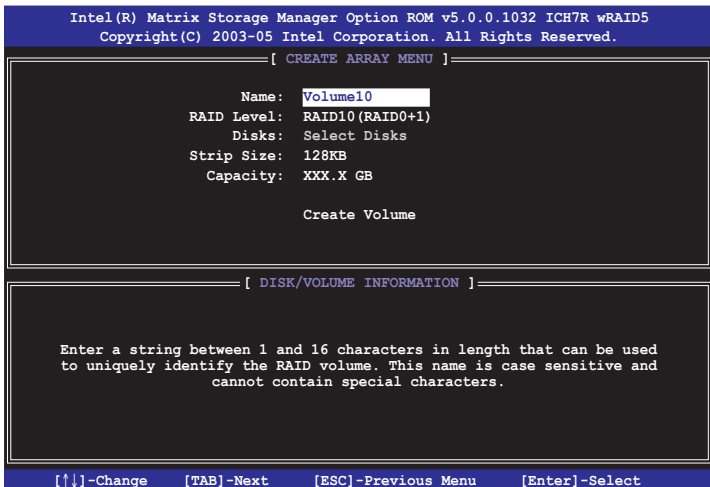 Intel(R) Matrix Storage Manager Option ROM v5.0.0.1032 ICH7R wRAID5
Copyright(C) 2003-05 Intel Corporation. All Rights Reserved.
[ CREATE ARRAY MENU ]
Name: Volume10
RAID Level: RAID10(RAID0+1)
Disks: Select Disks
Strip Size: 128KB
Capacity: XXX.X GB
Create Volume
[ DISK/VOLUME INFORMATION ]
Enter a string between 1 and 16 characters in length that can be used
to uniquely identify the RAID volume. This name is case sensitive and
cannot contain special characters.
[↑↓]-Change [TAB]-Next [ESC]-Previous Menu [Enter]-Select